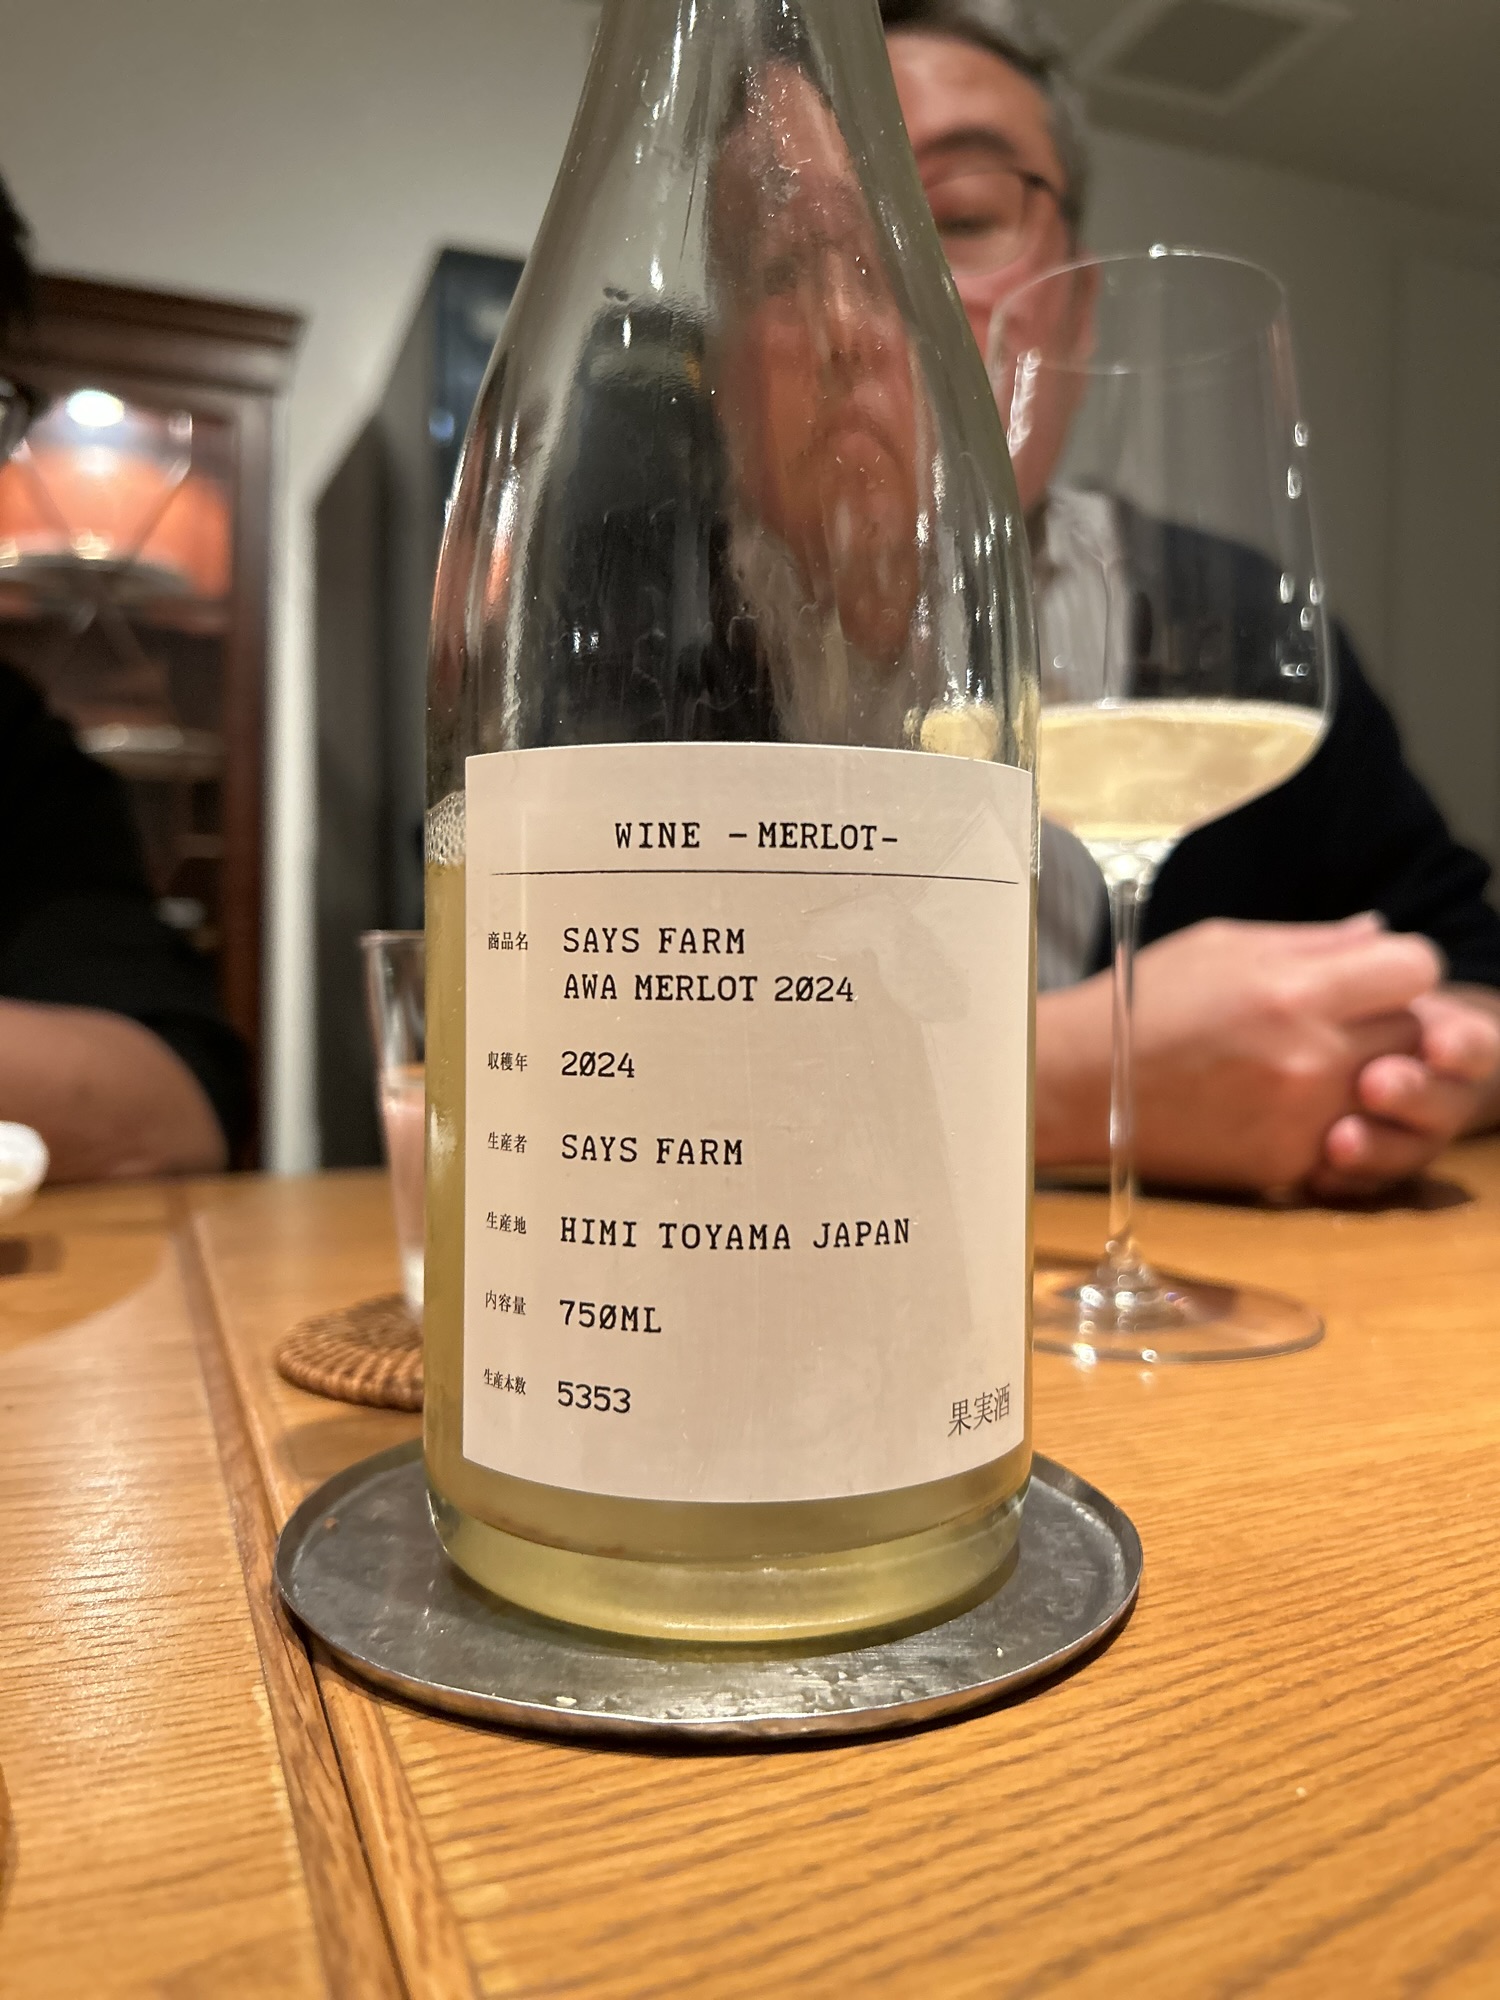 WINE -MERLOT-
商品名 SAYS FARM
AWA MERLOT 2024
収穫年 2024
生産者 SAYS FARM
生産地 HIMI TOYAMA JAPAN
内容量 750ML
生産本数 5353
果実酒